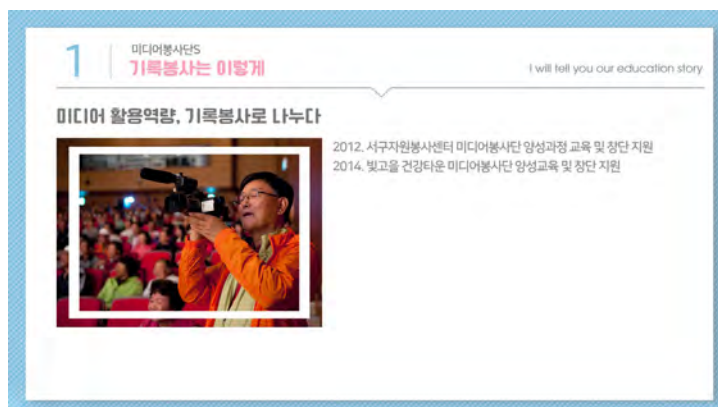 1
미디어봉사단S
기록봉사는 이렇게
I will tell you our education story
미디어 활용역량, 기록봉사로 나누다
2012. 서구자원봉사센터 미디어봉사단 양성과정 교육 및 창단 지원
2014. 빛고을 건강타운 미디어봉사단 양성교육 및 창단 지원